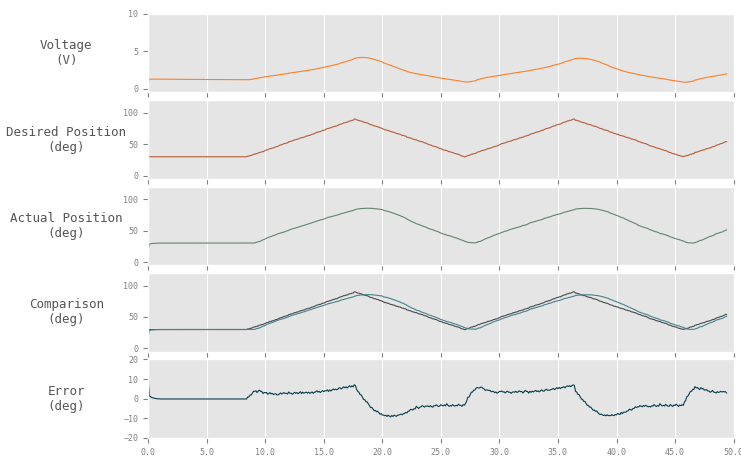 Voltage
(V)
10
5
0
Desired Position
(deg)
100
50
0
Actual Position
(deg)
100
50
0
Comparison
(deg)
100
50
0
Error
(deg)
20
10
0
−10
−20
0.0 5.0 10.0 15.0 20.0 25.0 30.0 35.0 40.0 45.0 50.0